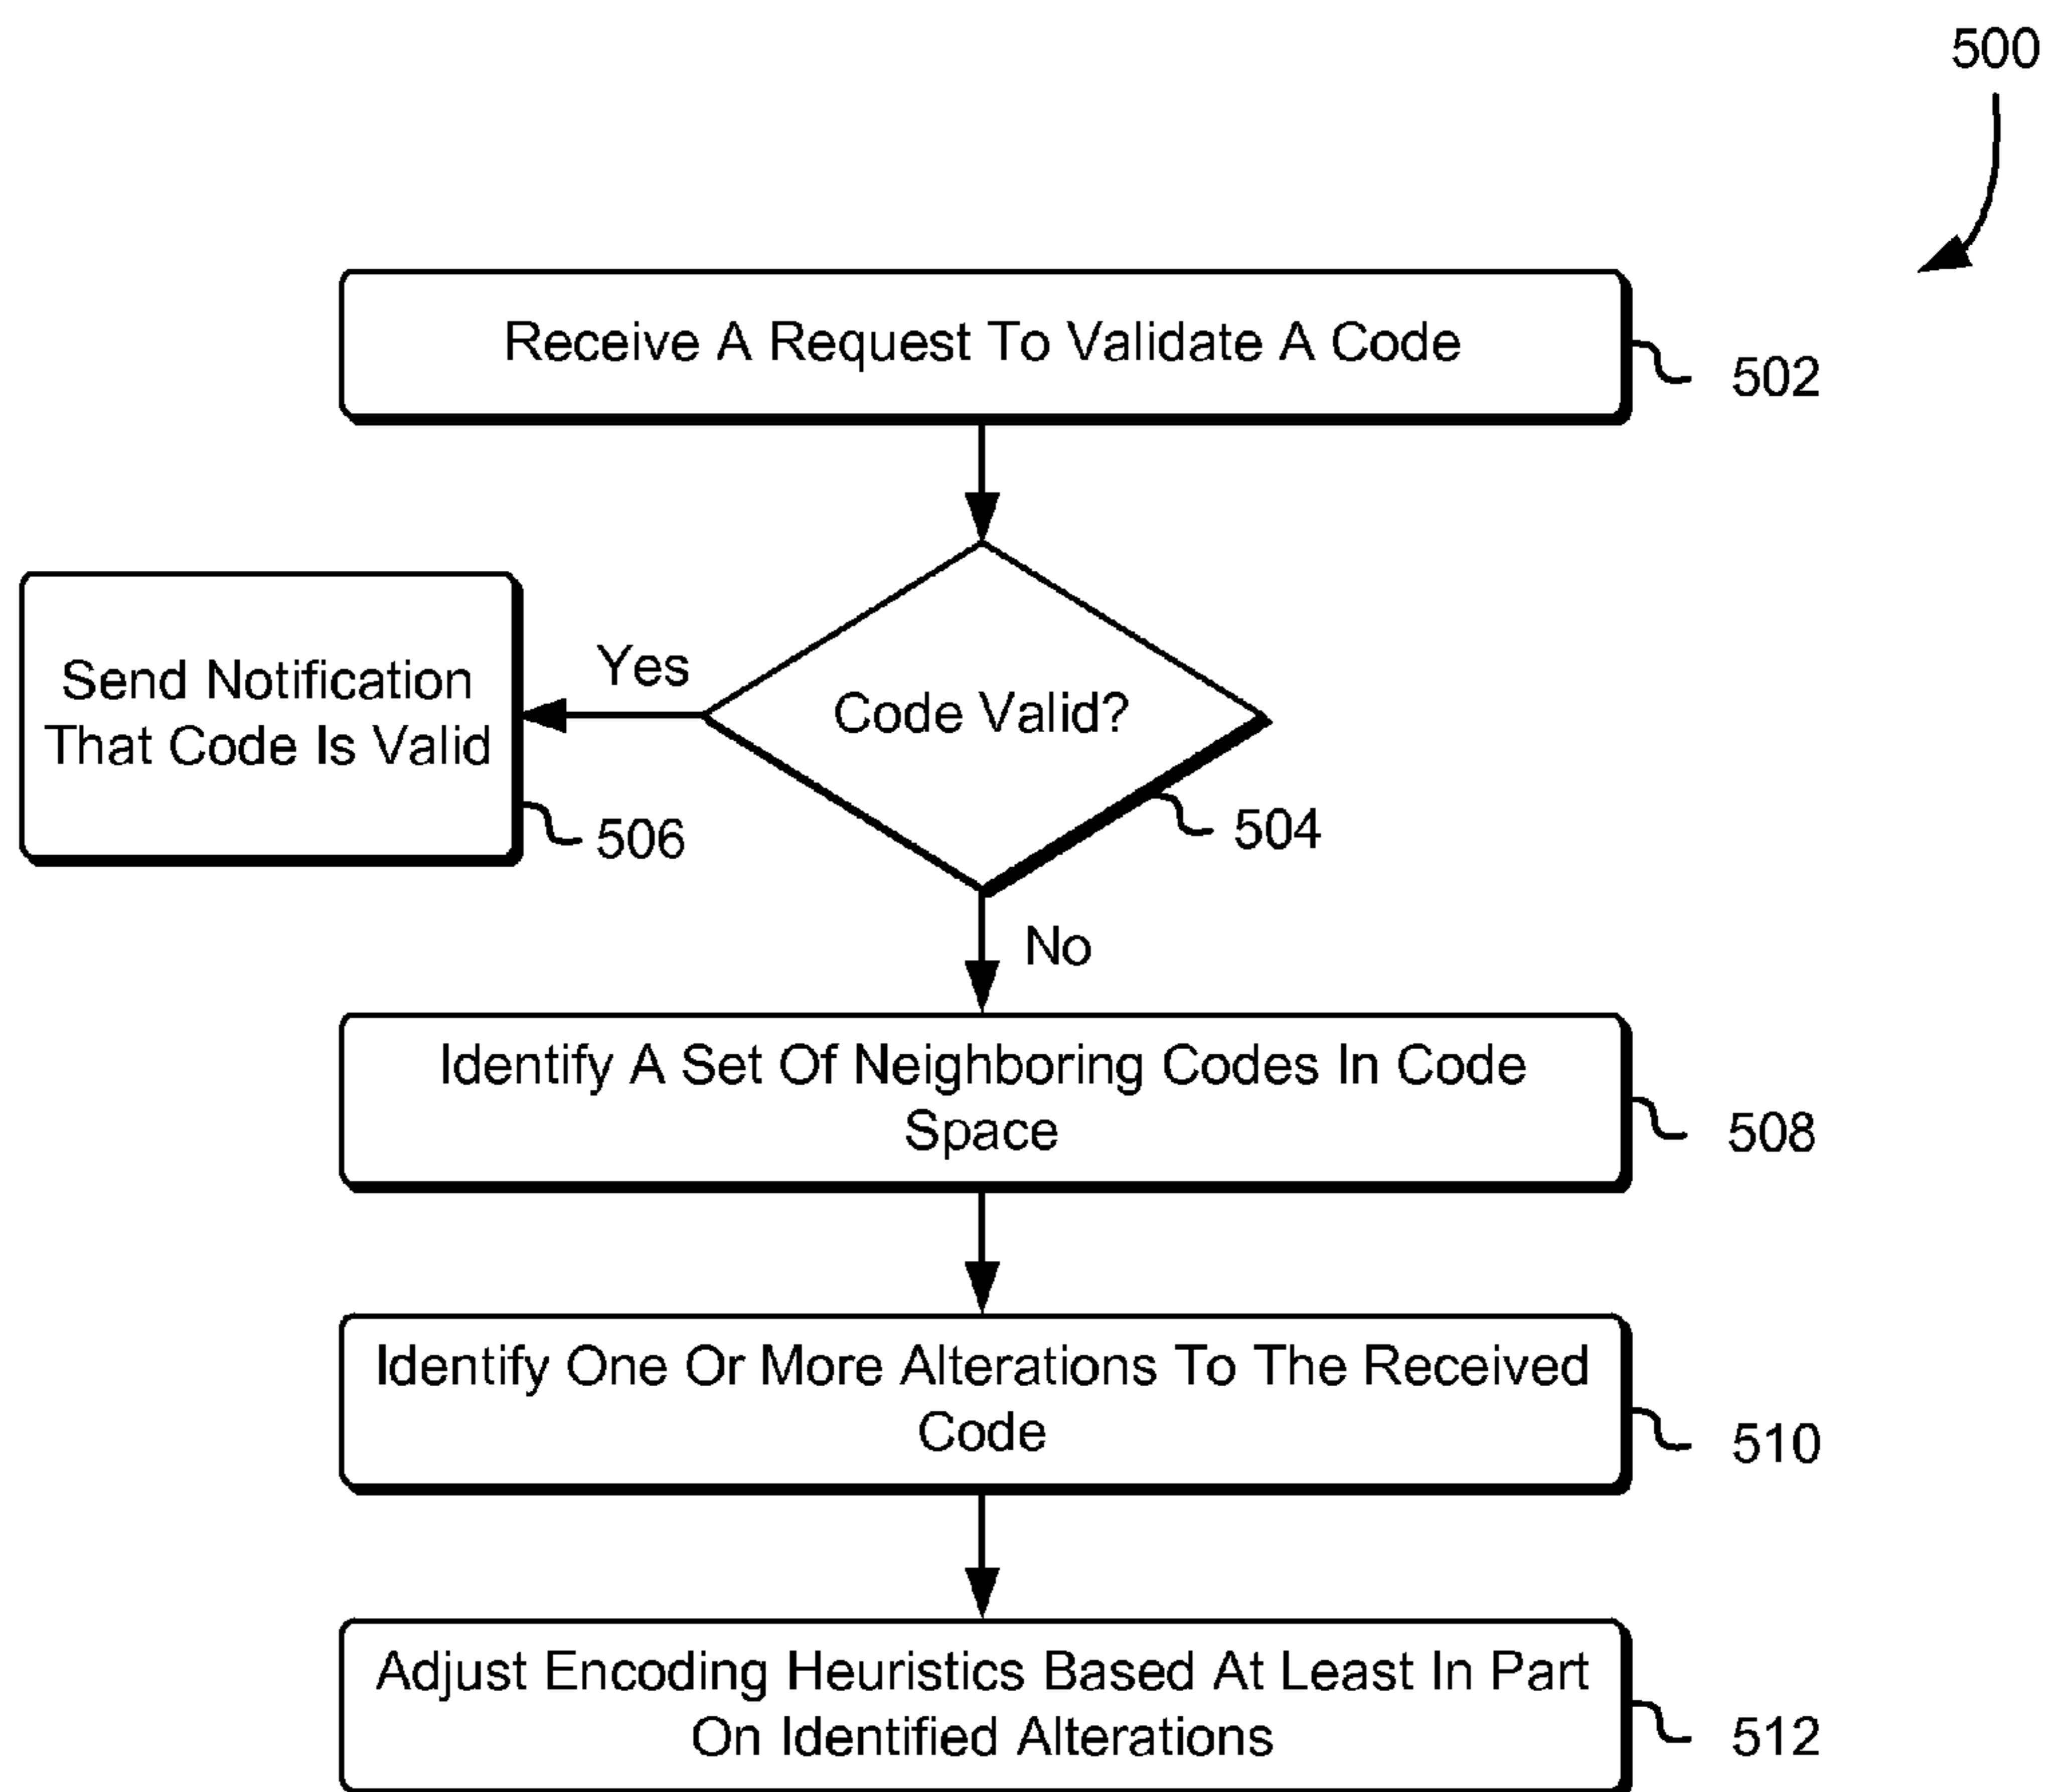 500
Receive A Request To Validate A Code
502
Code Valid?
504
Yes
Send Notification
That Code Is Valid
506
No
Identify A Set Of Neighboring Codes In Code
Space
508
Identify One Or More Alterations To The Received
Code
510
Adjust Encoding Heuristics Based At Least In Part
On Identified Alterations
512